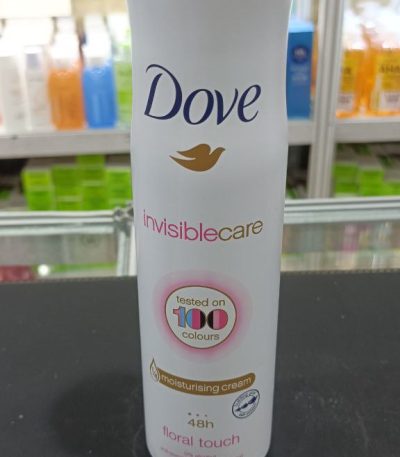 Dove
invisiblecare
tested on
100
colours
moisturising cream
48h
floral touch